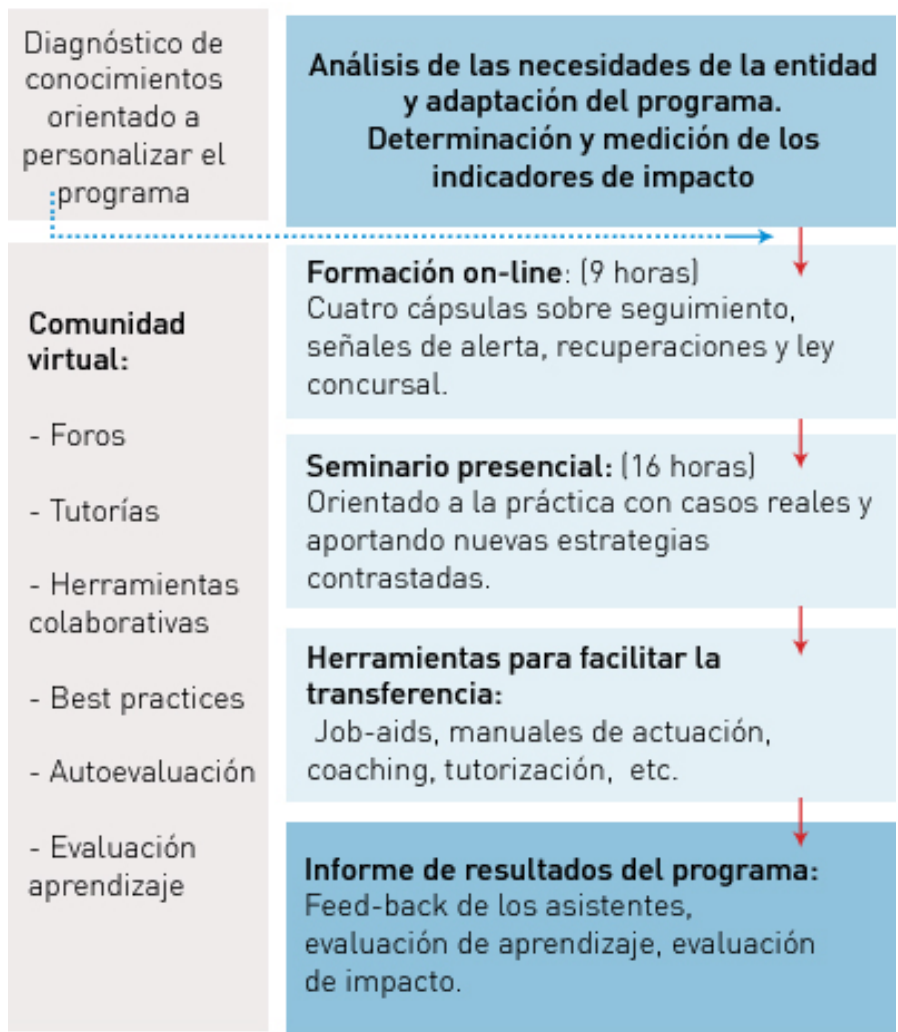 Diagnóstico de
conocimientos
orientado a
personalizar el
programa
Análisis de las necesidades de la entidad
y adaptación del programa.
Determinación y medición de los
indicadores de impacto
Comunidad
virtual:
- Foros
- Tutorías
- Herramientas
colaborativas
- Best practices
- Autoevaluación
- Evaluación
aprendizaje
Formación on-line: (9 horas)
Cuatro cápsulas sobre seguimiento,
señales de alerta, recuperaciones y ley
concursal.
Seminario presencial: (16 horas)
Orientado a la práctica con casos reales y
aportando nuevas estrategias
contrastadas.
Herramientas para facilitar la
transferencia:
Job-aids, manuales de actuación,
coaching, tutorización, etc.
Informe de resultados del programa:
Feed-back de los asistentes,
evaluación de aprendizaje, evaluación
de impacto.